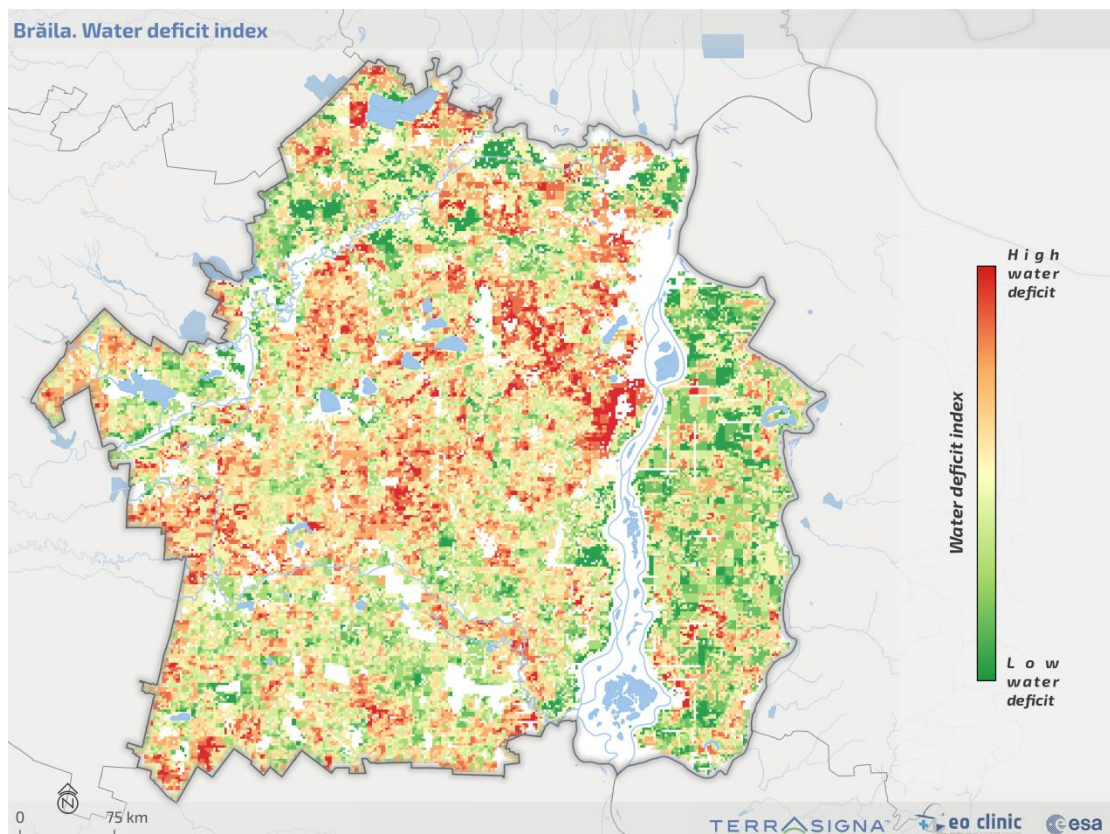 Brăila. Water deficit index
High
water
deficit
Water deficit index
Low
water
deficit
N
0 75 km
TERRASIGNA eo clinic esa